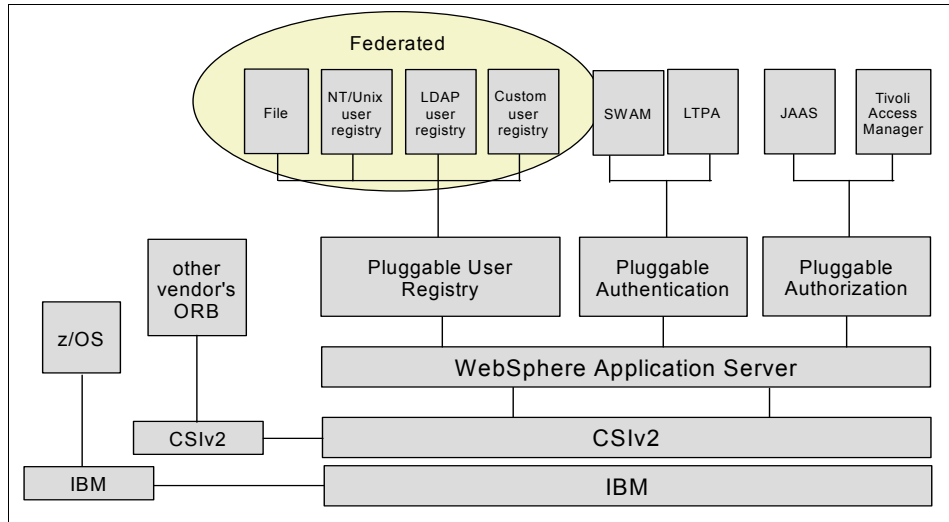 Federated
File
NT/Unix
user
registry
LDAP
user
registry
Custom
user
registry
SWAM
LTPA
JAAS
Tivoli
Access
Manager
other
vendor's
ORB
Pluggable User
Registry
Pluggable
Authentication
Pluggable
Authorization
z/OS
WebSphere Application Server
CSIv2
CSIv2
IBM
IBM